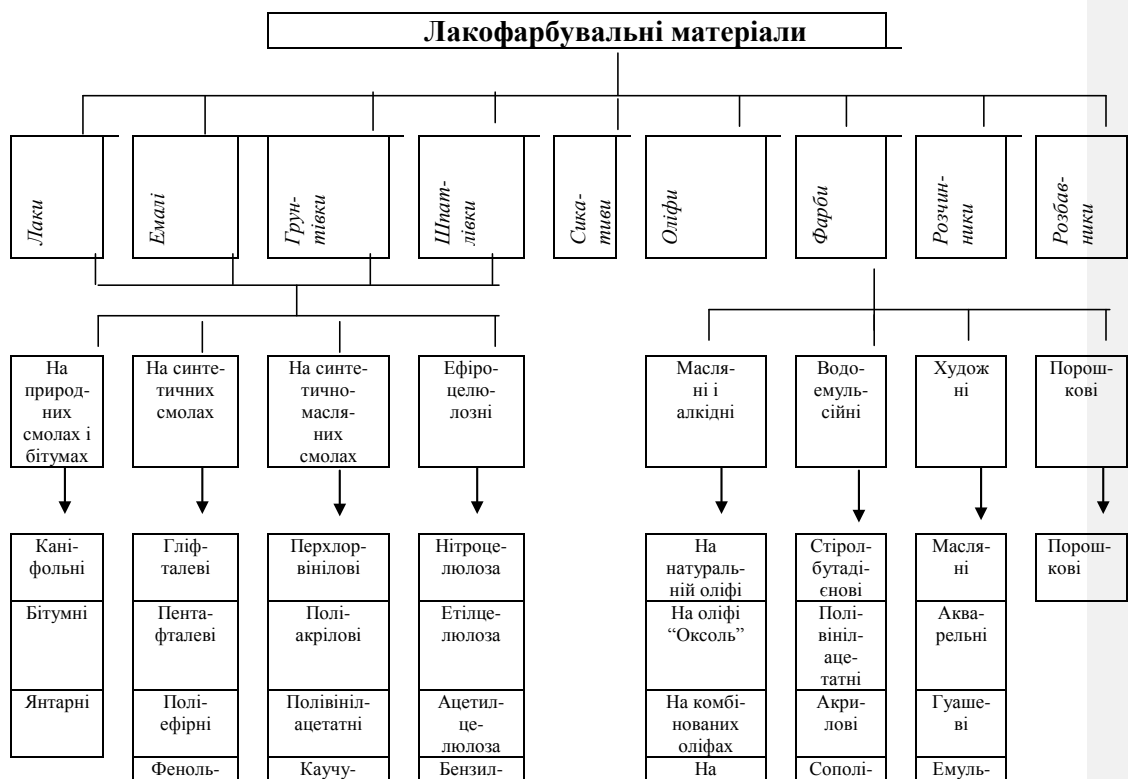 Лакофарбувальні матеріали
Лаки
Емалі
Грун-
тівки
Шпат-
лівки
Сика-
тиви
Оліфи
Фарби
Розчин-
ники
Розбав-
ники
На
природ-
них
смолах і
бітумах
На синте-
тичних
смолах
На синте-
тично-
масля-
них
смолах
Ефіро-
целю-
лозні
Масля-
ні і
алкідні
Водо-
емуль-
сійні
Худож
ні
Порош-
кові
Кані-
фольні
Бітумні
Янтарні
Гліф-
талеві
Пента-
фталеві
Полі-
ефірні
Феноль-
Перхлор-
вінілові
Полі-
акрілові
Полівініл-
ацетатні
Каучу-
Нітроце-
люлоза
Етілце-
люлоза
Ацетил-
це-
люлоза
Бензил-
На
натураль-
ній оліфі
На оліфі
“Оксоль”
На комбі-
нованих
оліфах
На
Стірол-
бутаді-
єнові
Полі-
вініл-
аце-
татні
Акри-
лові
Сополі-
Масля-
ні
Аква-
рельні
Гуаше-
ві
Емуль-
Порош-
кові